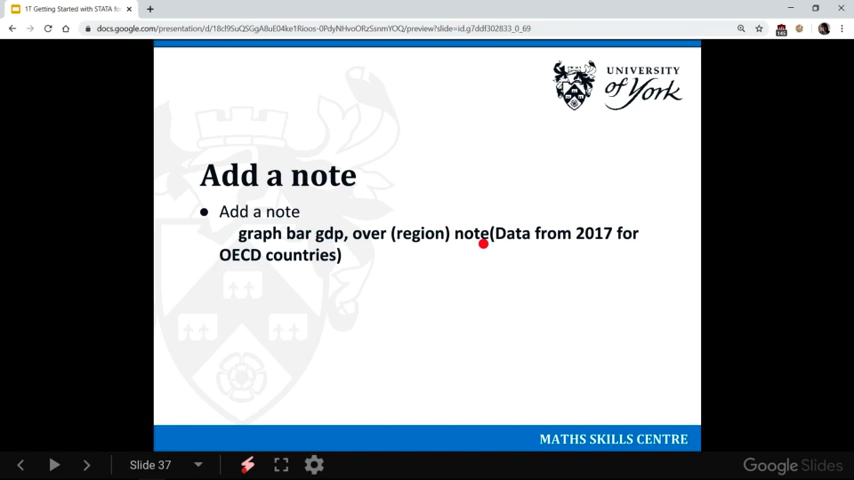 1T Getting Started with STATA for
docs.google.com/presentation/d/18cl9SuQSGgA8uE04ke1Rioos-0PdyNHvoORzSsnmYOQ/preview?slide=id.g7ddf302833_0_69
UNIVERSITY
of York
Add a note
● Add a note
graph bar gdp, over (region) note(Data from 2017 for
OECD countries)
MATHS SKILLS CENTRE
Slide 37
Google Slides